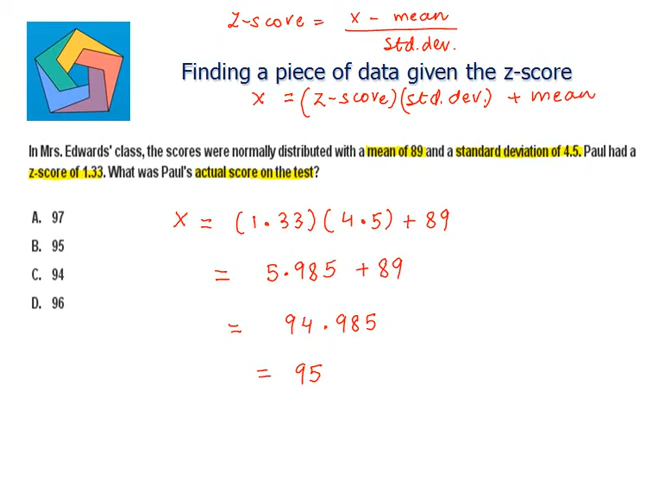 z-score = x - mean / std.dev.
Finding a piece of data given the z-score
x = (z-score)(std.dev.) + mean
In Mrs. Edwards' class, the scores were normally distributed with a mean of 89 and a standard deviation of 4.5. Paul had a
z-score of 1.33. What was Paul's actual score on the test?
A. 97
B. 95
C. 94
D. 96
x = (1.33)(4.5) + 89
= 5.985 + 89
= 94.985
= 95